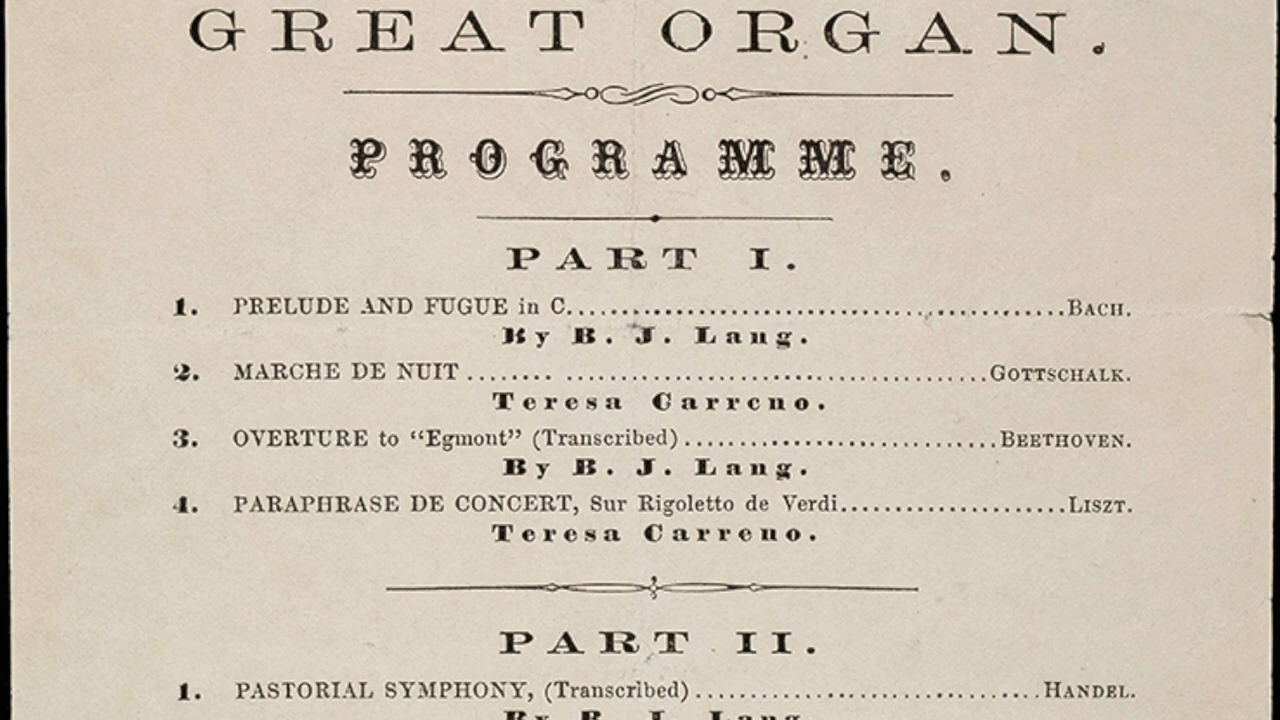 GREAT ORGAN.
PROGRAMME.
PART I.
1. PRELUDE AND FUGUE in C........................................................BACH.
By B. J. Lang.
2. MARCHE DE NUIT ........ ...............................................GOTTSCHALK.
Teresa Carreno.
3. OVERTURE to “Egmont” (Transcribed)...................................BEETHOVEN.
By B. J. Lang.
4. PARAPHRASE DE CONCERT, Sur Rigoletto de Verdi.....................LISZT.
Teresa Carreno.
PART II.
1. PASTORIAL SYMPHONY, (Transcribed).......................................HANDEL.
By B. J. Lang.